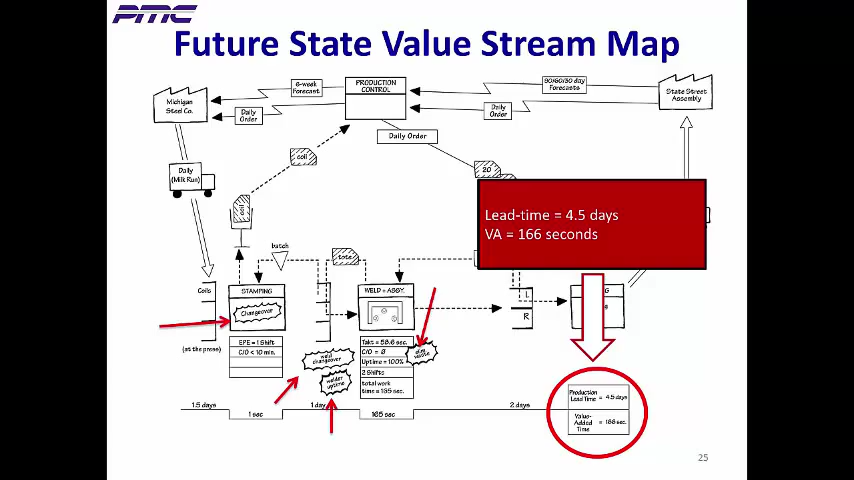 PMC
Future State Value Stream Map
Michigan
Steel Co.
6-week
Forecast
PRODUCTION
CONTROL
90/60/30 day
Forecasts
State Street
Assembly
Daily
Order
Daily
Order
Daily Order
coil
20
Daily
(Milk Run)
coil
Lead-time = 4.5 days
VA = 166 seconds
batch
tote
Coils
STAMPING
WELD + ASSY.
G
L
R
Changeover
(at the press)
EPE = 1 Shift
C/O < 10 min.
weld
changeover
welder
uptime
Takt = 58.6 sec.
C/O = Ø
Uptime = 100%
2 Shifts
total work
time = 165 sec.
waste
1.5 days
1 day
2 days
1 sec
165 sec
Production
Lead Time = 4.5 days
Value-
Added = 166 sec.
Time
25